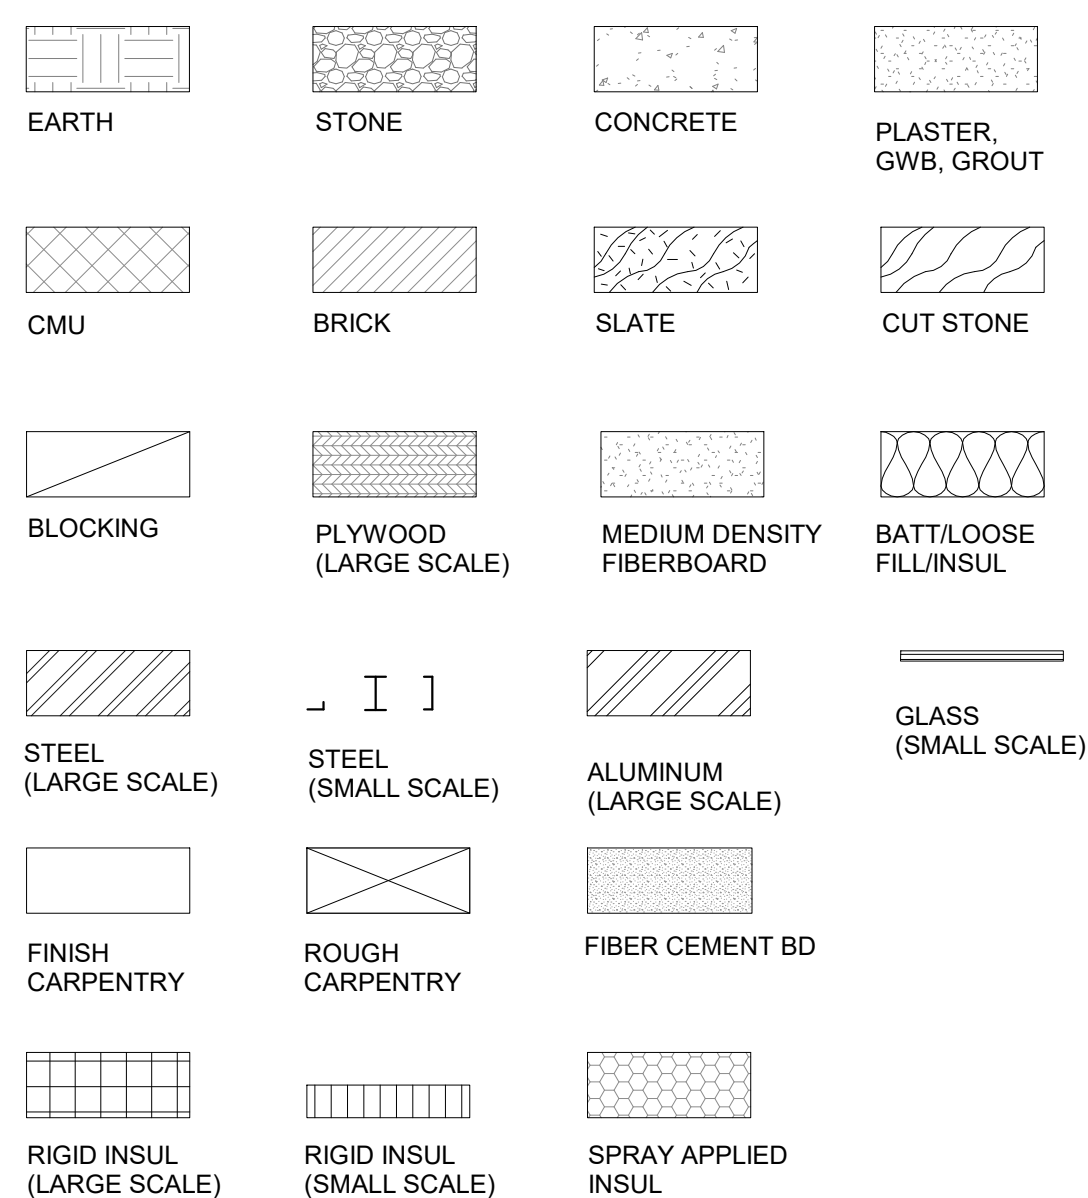 EARTH
STONE
CONCRETE
PLASTER,
GWB, GROUT
CMU
BRICK
SLATE
CUT STONE
BLOCKING
PLYWOOD
(LARGE SCALE)
MEDIUM DENSITY
FIBERBOARD
BATT/LOOSE
FILL/INSUL
STEEL
(LARGE SCALE)
STEEL
(SMALL SCALE)
ALUMINUM
(LARGE SCALE)
GLASS
(SMALL SCALE)
FINISH
CARPENTRY
ROUGH
CARPENTRY
FIBER CEMENT BD
RIGID INSUL
(LARGE SCALE)
RIGID INSUL
(SMALL SCALE)
SPRAY APPLIED
INSUL